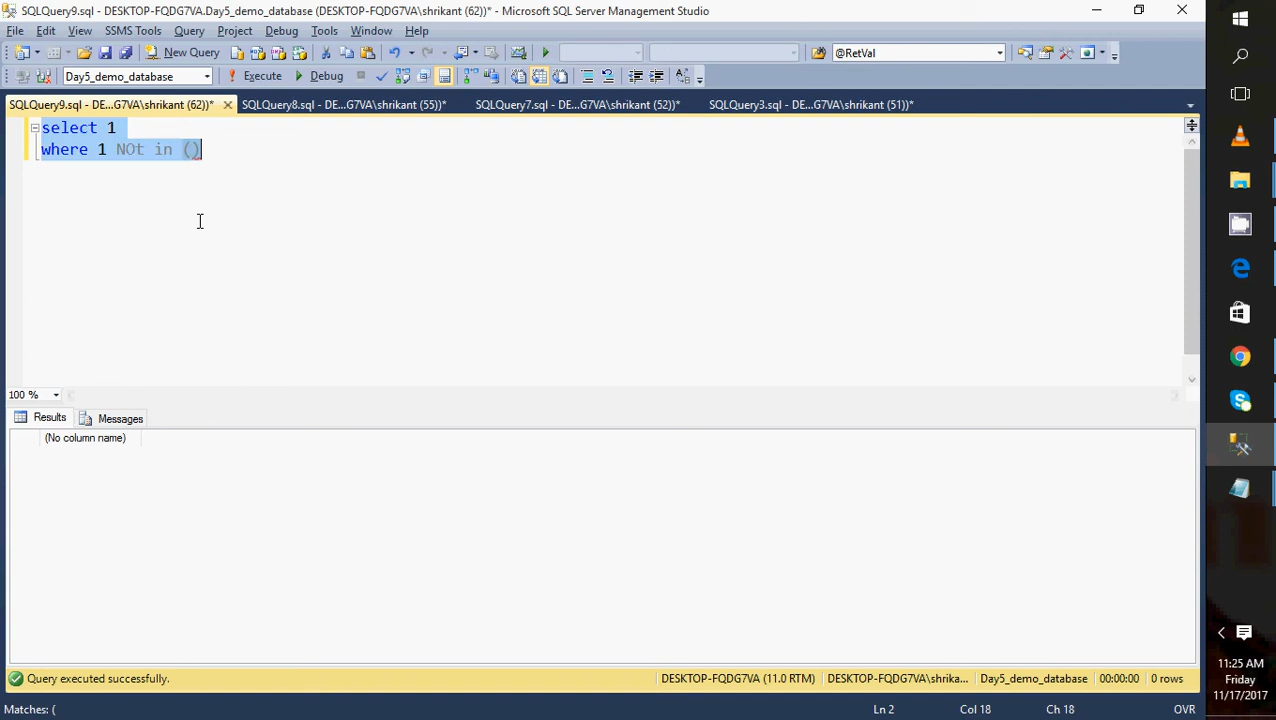 SQLQuery9.sql - DESKTOP-FQDG7VA.Day5_demo_database (DESKTOP-FQDG7VA\shrikant (62))* - Microsoft SQL Server Management Studio
File Edit View SSMS Tools Query Project Debug Tools Window Help
New Query @RetVal
Day5_demo_database Execute Debug
SQLQuery9.sql - DE...G7VA\shrikant (62))* SQLQuery8.sql - DE...G7VA\shrikant (55))* SQLQuery7.sql - DE...G7VA\shrikant (52))* SQLQuery3.sql - DE...G7VA\shrikant (51))*
select 1
where 1 NOt in ()
100 %
Results Messages
(No column name)
Query executed successfully. DESKTOP-FQDG7VA (11.0 RTM) DESKTOP-FQDG7VA\shrika... Day5_demo_database 00:00:00 0 rows
Matches: ( Ln 2 Col 18 Ch 18 OVR
11:25 AM
Friday
11/17/2017